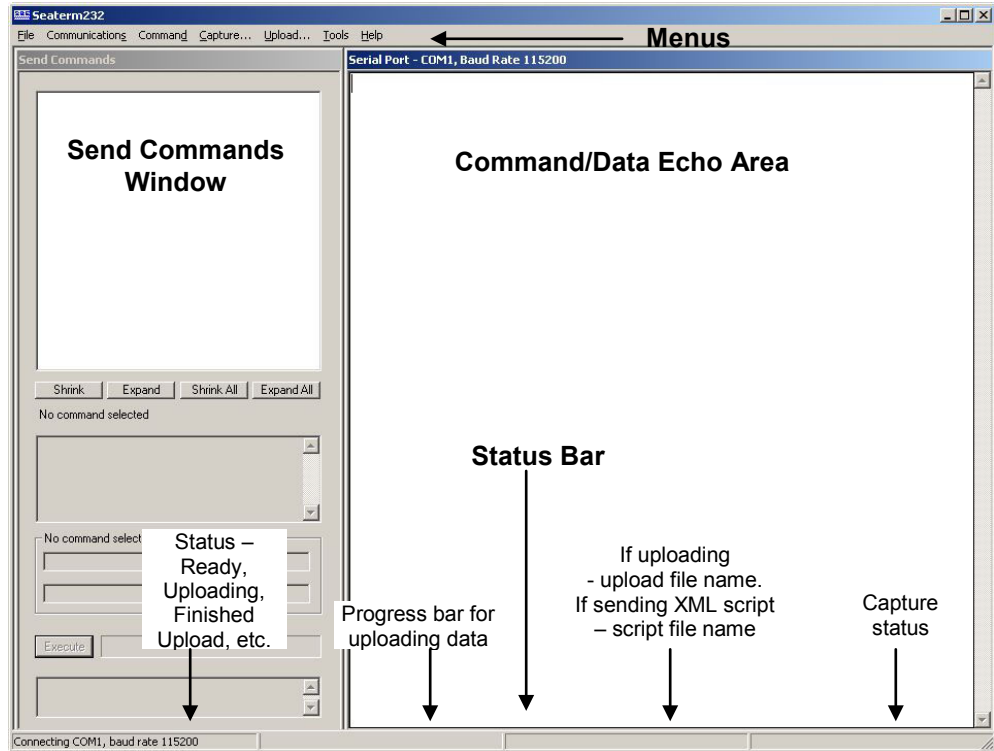 Seaterm232
File Communications Command Capture... Upload... Tools Help
Menus
Send Commands
Serial Port - COM1, Baud Rate 115200
Send Commands
Window
Command/Data Echo Area
Shrink Expand Shrink All Expand All
No command selected
Status Bar
No command select
Status –
Ready,
Uploading,
Finished
Upload, etc.
Progress bar for
uploading data
If uploading
- upload file name.
If sending XML script
– script file name
Capture
status
Execute
Connecting COM1, baud rate 115200